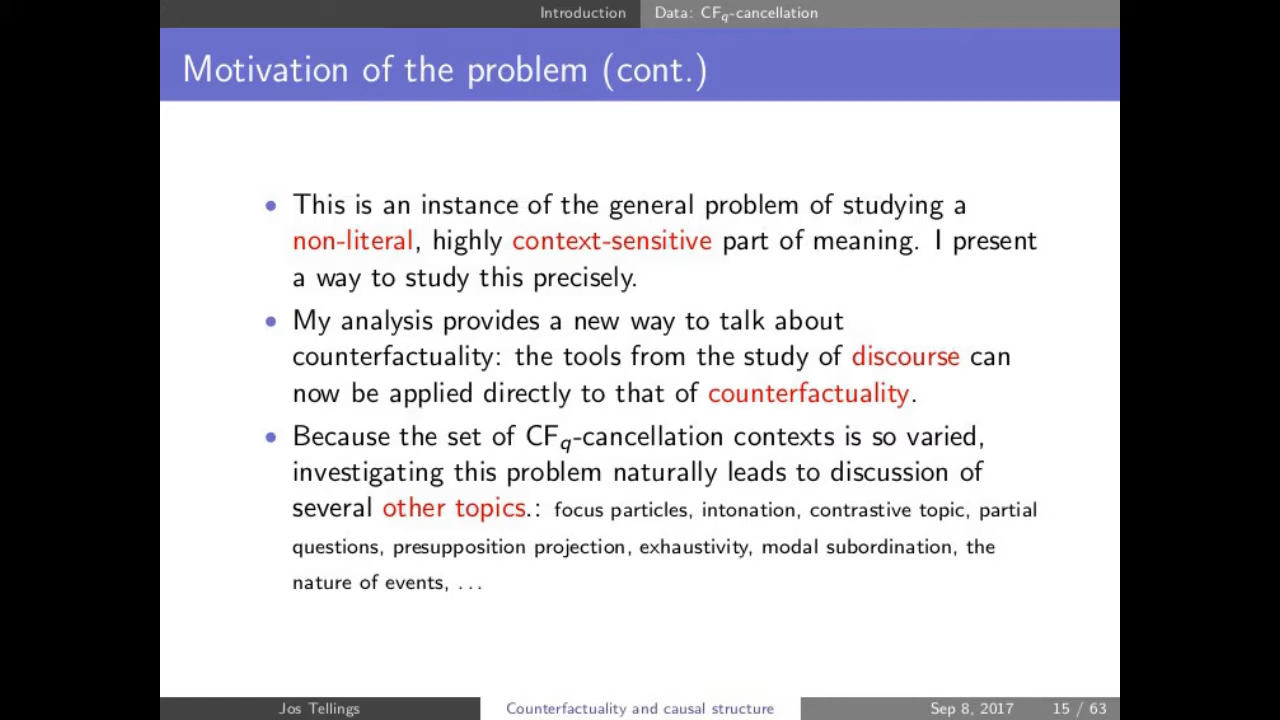 Introduction Data: CFq-cancellation
Motivation of the problem (cont.)
• This is an instance of the general problem of studying a
non-literal, highly context-sensitive part of meaning. I present
a way to study this precisely.
• My analysis provides a new way to talk about
counterfactuality: the tools from the study of discourse can
now be applied directly to that of counterfactuality.
• Because the set of CFq-cancellation contexts is so varied,
investigating this problem naturally leads to discussion of
several other topics.: focus particles, intonation, contrastive topic, partial
questions, presupposition projection, exhaustivity, modal subordination, the
nature of events, ...
Jos Tellings Counterfactuality and causal structure Sep 8, 2017 15 / 63